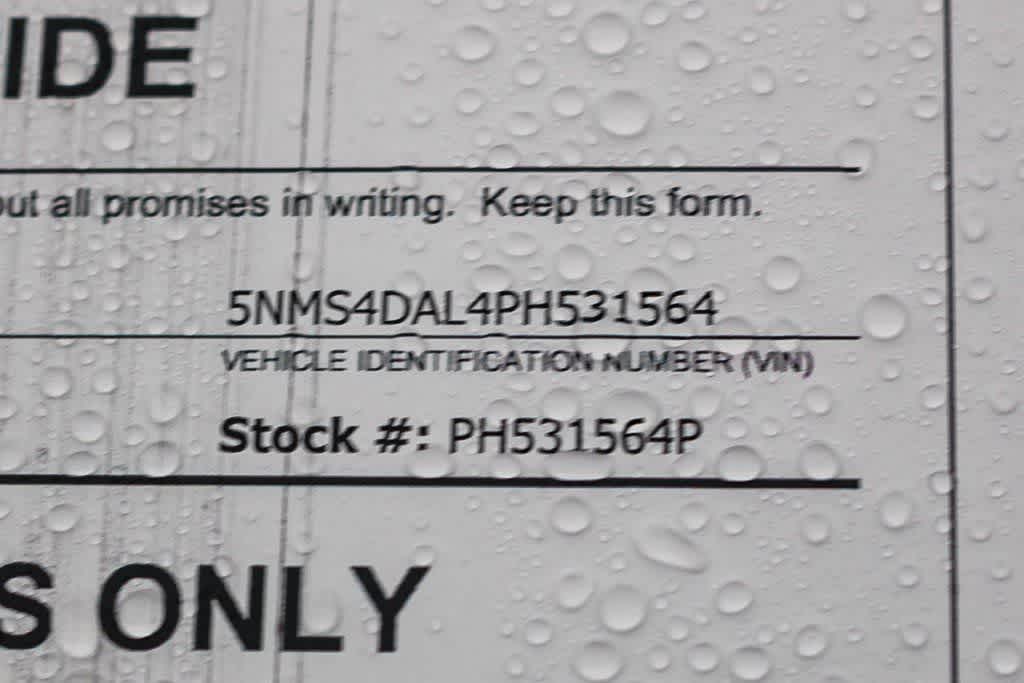 IDE
out all promises in writing. Keep this form.
5NMS4DAL4PH531564
VEHICLE IDENTIFICATION NUMBER (VIN)
Stock #: PH531564P
S ONLY